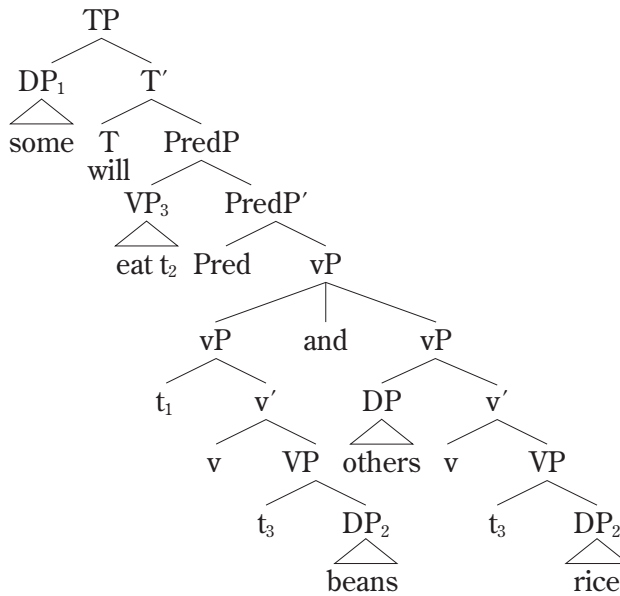 TP
DP₁ T′
some T PredP
will
VP₃ PredP′
eat t₂ Pred vP
vP and vP
t₁ v′ DP v′
v VP others v VP
t₃ DP₂ t₃ DP₂
beans rice